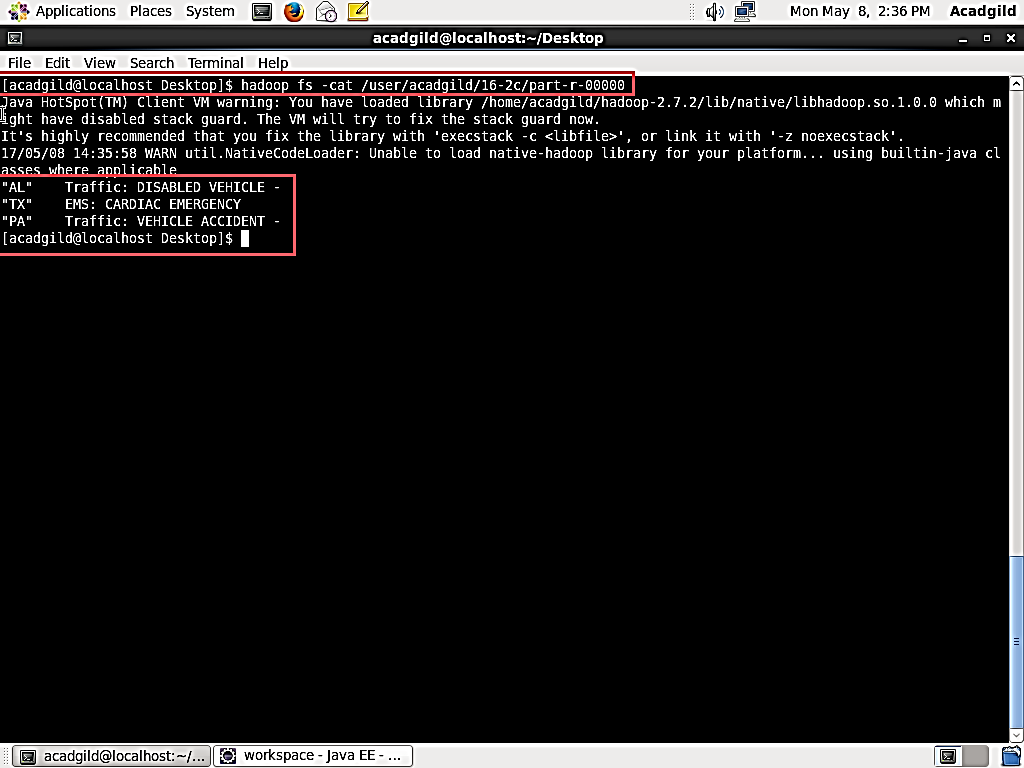 Applications Places System Mon May 8, 2:36 PM Acadgild
acadgild@localhost:~/Desktop
File Edit View Search Terminal Help
[acadgild@localhost Desktop]$ hadoop fs -cat /user/acadgild/16-2c/part-r-00000
Java HotSpot(TM) Client VM warning: You have loaded library /home/acadgild/hadoop-2.7.2/lib/native/libhadoop.so.1.0.0 which m
ight have disabled stack guard. The VM will try to fix the stack guard now.
It's highly recommended that you fix the library with 'execstack -c <libfile>', or link it with '-z noexecstack'.
17/05/08 14:35:58 WARN util.NativeCodeLoader: Unable to load native-hadoop library for your platform... using builtin-java cl
asses where applicable
"AL" Traffic: DISABLED VEHICLE -
"TX" EMS: CARDIAC EMERGENCY
"PA" Traffic: VEHICLE ACCIDENT -
[acadgild@localhost Desktop]$
acadgild@localhost:~/... workspace - Java EE - ...